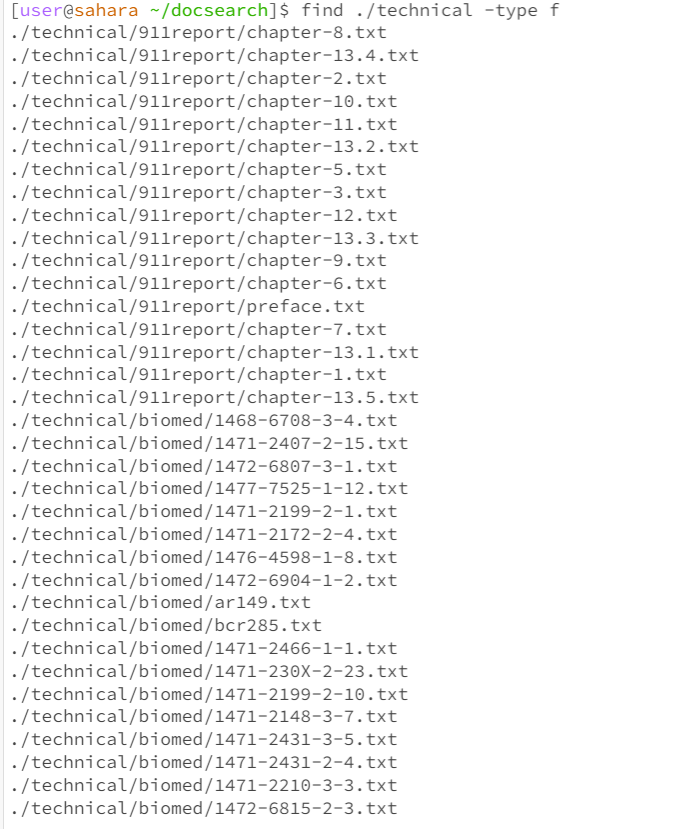 [user@sahara ~/docsearch]$ find ./technical -type f
./technical/911report/chapter-8.txt
./technical/911report/chapter-13.4.txt
./technical/911report/chapter-2.txt
./technical/911report/chapter-10.txt
./technical/911report/chapter-11.txt
./technical/911report/chapter-13.2.txt
./technical/911report/chapter-5.txt
./technical/911report/chapter-3.txt
./technical/911report/chapter-12.txt
./technical/911report/chapter-13.3.txt
./technical/911report/chapter-9.txt
./technical/911report/chapter-6.txt
./technical/911report/preface.txt
./technical/911report/chapter-7.txt
./technical/911report/chapter-13.1.txt
./technical/911report/chapter-1.txt
./technical/911report/chapter-13.5.txt
./technical/biomed/1468-6708-3-4.txt
./technical/biomed/1471-2407-2-15.txt
./technical/biomed/1472-6807-3-1.txt
./technical/biomed/1477-7525-1-12.txt
./technical/biomed/1471-2199-2-1.txt
./technical/biomed/1471-2172-2-4.txt
./technical/biomed/1476-4598-1-8.txt
./technical/biomed/1472-6904-1-2.txt
./technical/biomed/ar149.txt
./technical/biomed/bcr285.txt
./technical/biomed/1471-2466-1-1.txt
./technical/biomed/1471-230X-2-23.txt
./technical/biomed/1471-2199-2-10.txt
./technical/biomed/1471-2148-3-7.txt
./technical/biomed/1471-2431-3-5.txt
./technical/biomed/1471-2431-2-4.txt
./technical/biomed/1471-2210-3-3.txt
./technical/biomed/1472-6815-2-3.txt